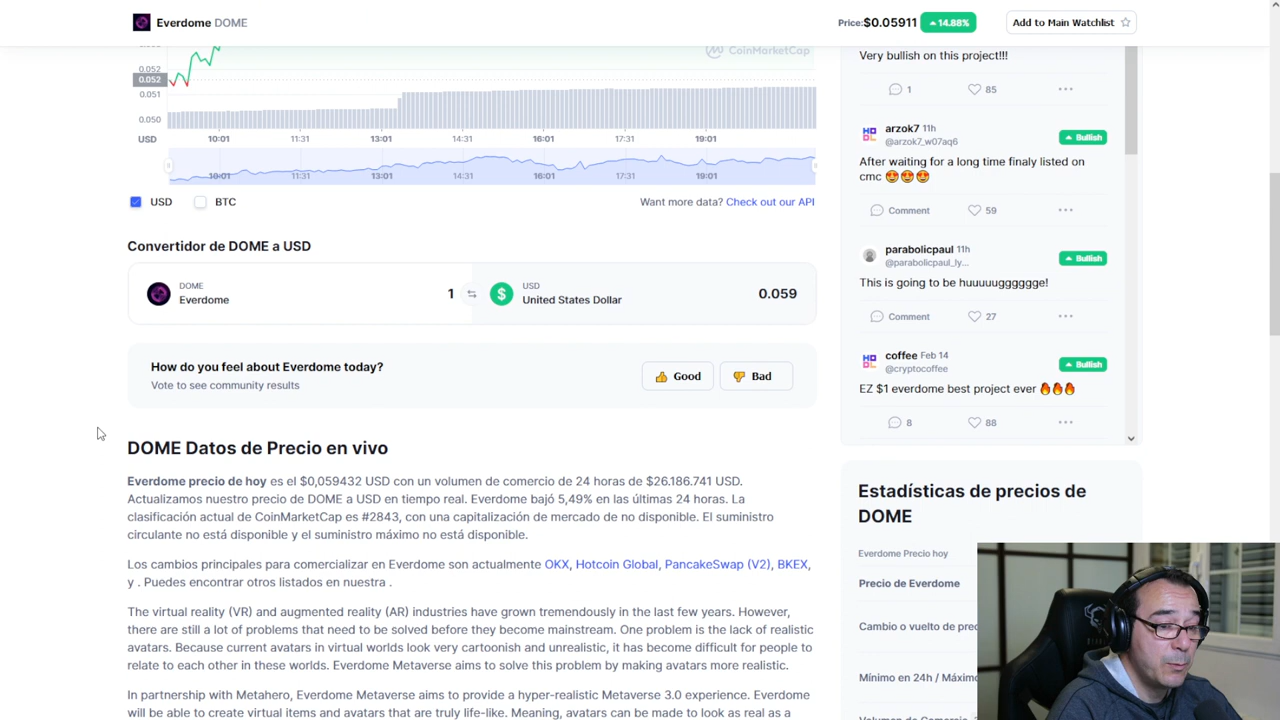 Everdome DOME
Price:$0.05911 14.88%
Add to Main Watchlist
CoinMarketCap
0.052
0.052
0.051
0.050
USD 10:01 11:31 13:01 14:31 16:01 17:31 19:01
10:01 11:31 13:01 14:31 16:01 17:31 19:01
USD BTC
Want more data? Check out our API
Convertidor de DOME a USD
DOME
Everdome
1
USD
United States Dollar
0.059
How do you feel about Everdome today?
Vote to see community results
Good
Bad
DOME Datos de Precio en vivo
Everdome precio de hoy es el $0,059432 USD con un volumen de comercio de 24 horas de $26.186.741 USD.
Actualizamos nuestro precio de DOME a USD en tiempo real. Everdome bajó 5,49% en las últimas 24 horas. La
clasificación actual de CoinMarketCap es #2843, con una capitalización de mercado de no disponible. El suministro
circulante no está disponible y el suministro máximo no está disponible.
Los cambios principales para comercializar en Everdome son actualmente OKX, Hotcoin Global, PancakeSwap (V2), BKEX,
y . Puedes encontrar otros listados en nuestra .
The virtual reality (VR) and augmented reality (AR) industries have grown tremendously in the last few years. However,
there are still a lot of problems that need to be solved before they become mainstream. One problem is the lack of realistic
avatars. Because current avatars in virtual worlds look very cartoonish and unrealistic, it has become difficult for people to
relate to each other in these worlds. Everdome Metaverse aims to solve this problem by making avatars more realistic.
In partnership with Metahero, Everdome Metaverse aims to provide a hyper-realistic Metaverse 3.0 experience. Everdome
will be able to create virtual items and avatars that are truly life-like. Meaning, avatars can be made to look as real as a
Very bullish on this project!!!
1 85
arzok7 11h
@arzok7_w07aq6
Bullish
After waiting for a long time finaly listed on
cmc 😍😍😍
Comment 59
parabolicpaul 11h
@parabolicpaul_ly...
Bullish
This is going to be huuuuggggggge!
Comment 27
coffee Feb 14
@cryptocoffee
Bullish
EZ $1 everdome best project ever 🔥🔥🔥
8 88
Estadísticas de precios de
DOME
Everdome Precio hoy
Precio de Everdome
Cambio o vuelto de
Mínimo en 24h / Máximo